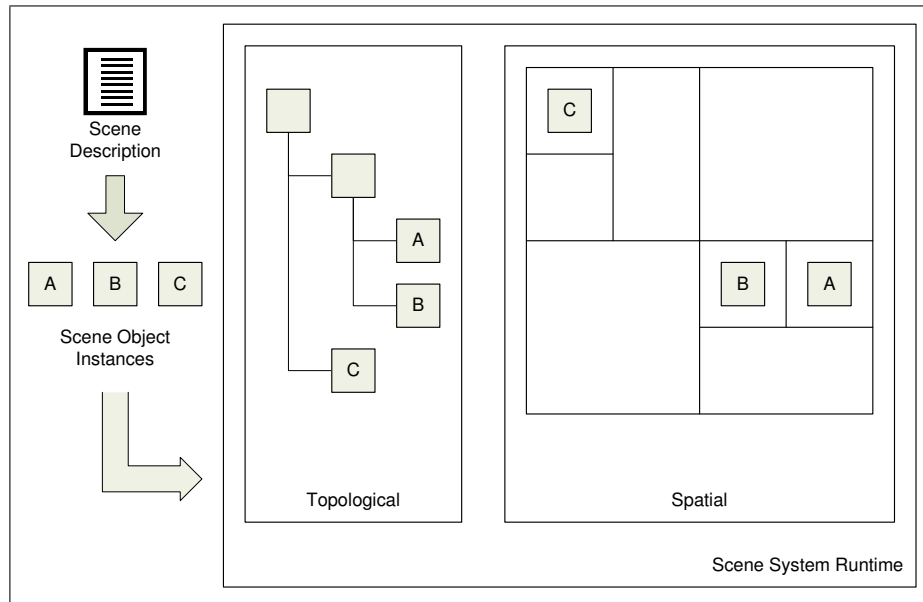 Scene
Description
A
B
C
Scene Object
Instances
A
B
C
Topological
C
B
A
Spatial
Scene System Runtime